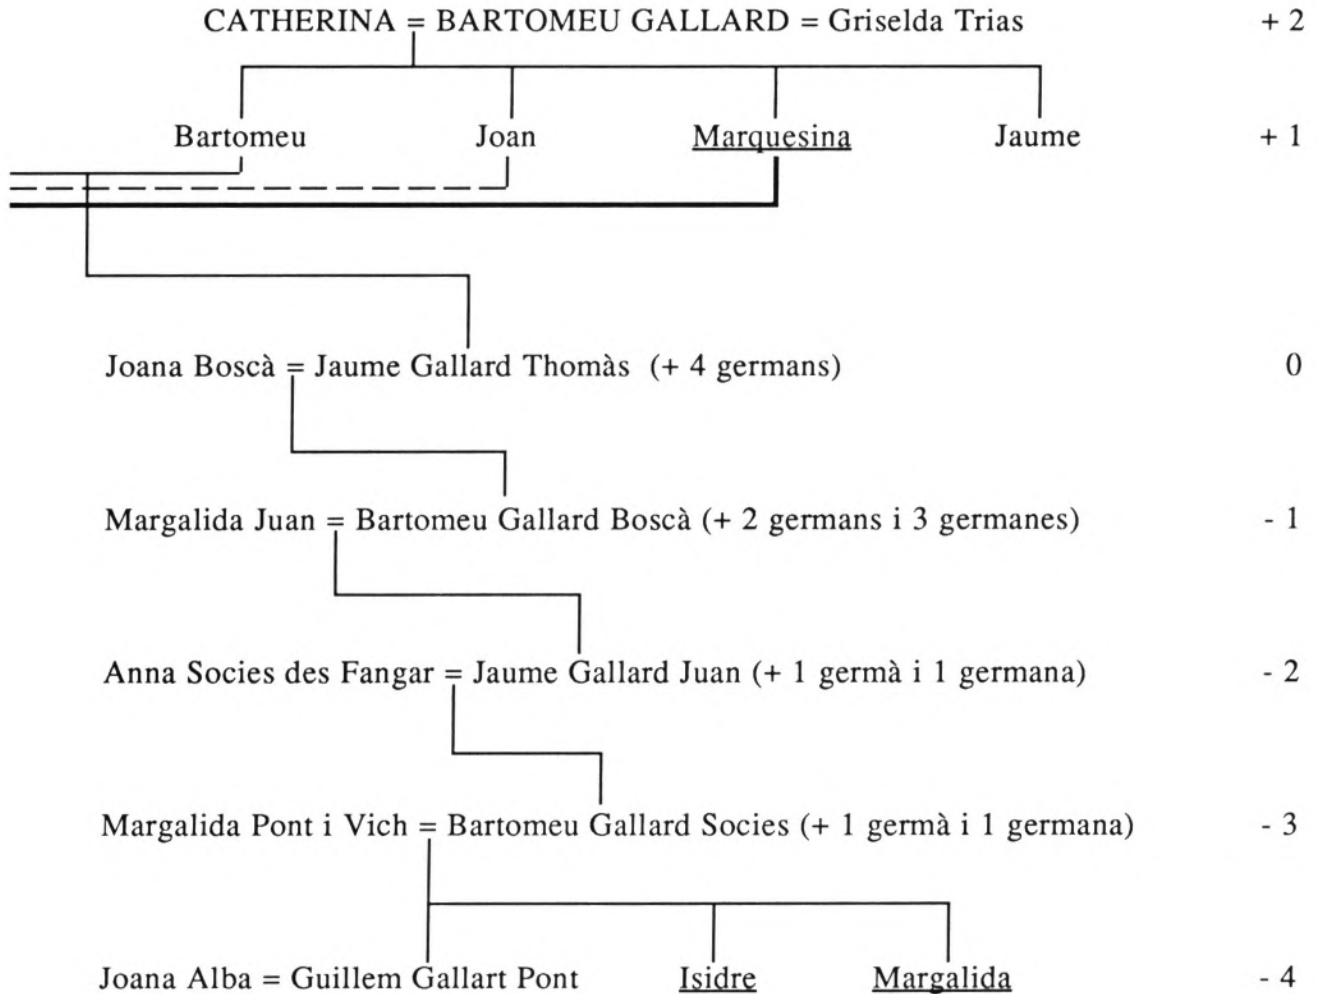 CATHERINA = BARTOMEU GALLARD = Griselda Trias + 2
Bartomeu Joan Marquesina Jaume + 1
Joana Boscà = Jaume Gallard Thomàs (+ 4 germans) 0
Margalida Juan = Bartomeu Gallard Boscà (+ 2 germans i 3 germanes) - 1
Anna Socies des Fangar = Jaume Gallard Juan (+ 1 germà i 1 germana) - 2
Margalida Pont i Vich = Bartomeu Gallard Socies (+ 1 germà i 1 germana) - 3
Joana Alba = Guillem Gallart Pont Isidre Margalida - 4